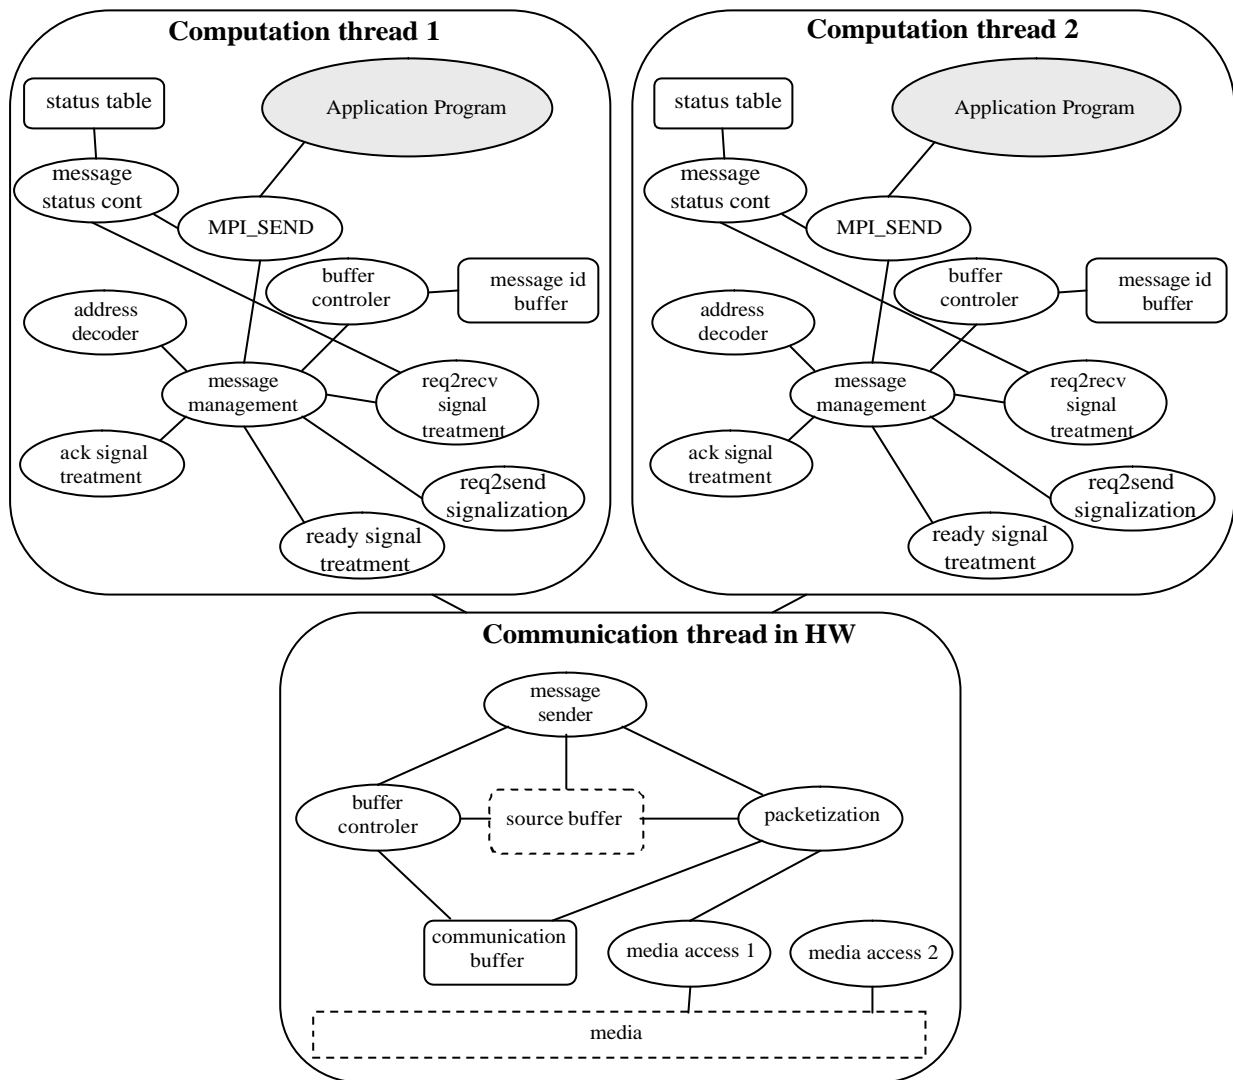 Computation thread 1
status table
Application Program
message
status cont
MPI_SEND
buffer
controler
message id
buffer
address
decoder
message
management
req2recv
signal
treatment
ack signal
treatment
req2send
signalization
ready signal
treatment
Computation thread 2
status table
Application Program
message
status cont
MPI_SEND
buffer
controler
message id
buffer
address
decoder
message
management
req2recv
signal
treatment
ack signal
treatment
req2send
signalization
ready signal
treatment
Communication thread in HW
message
sender
buffer
controler
source buffer
packetization
communication
buffer
media access 1
media access 2
media